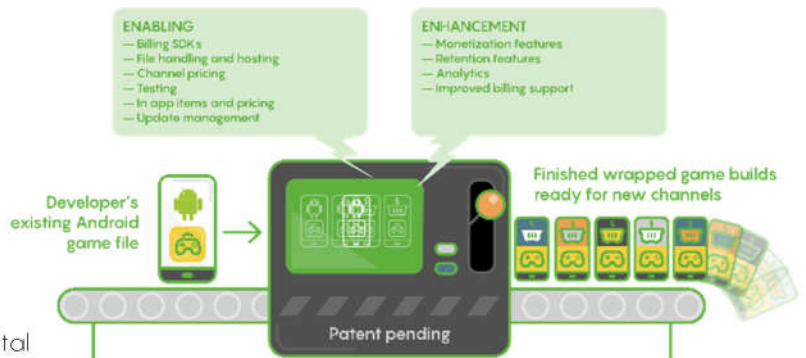 ENABLING
— Billing SDKs
— File handling and hosting
— Channel pricing
— Testing
— In app items and pricing
— Update management
ENHANCEMENT
— Monetization features
— Retention features
— Analytics
— Improved billing support
Developer's
existing Android
game file
Finished wrapped game builds
ready for new channels
Patent pending
tal